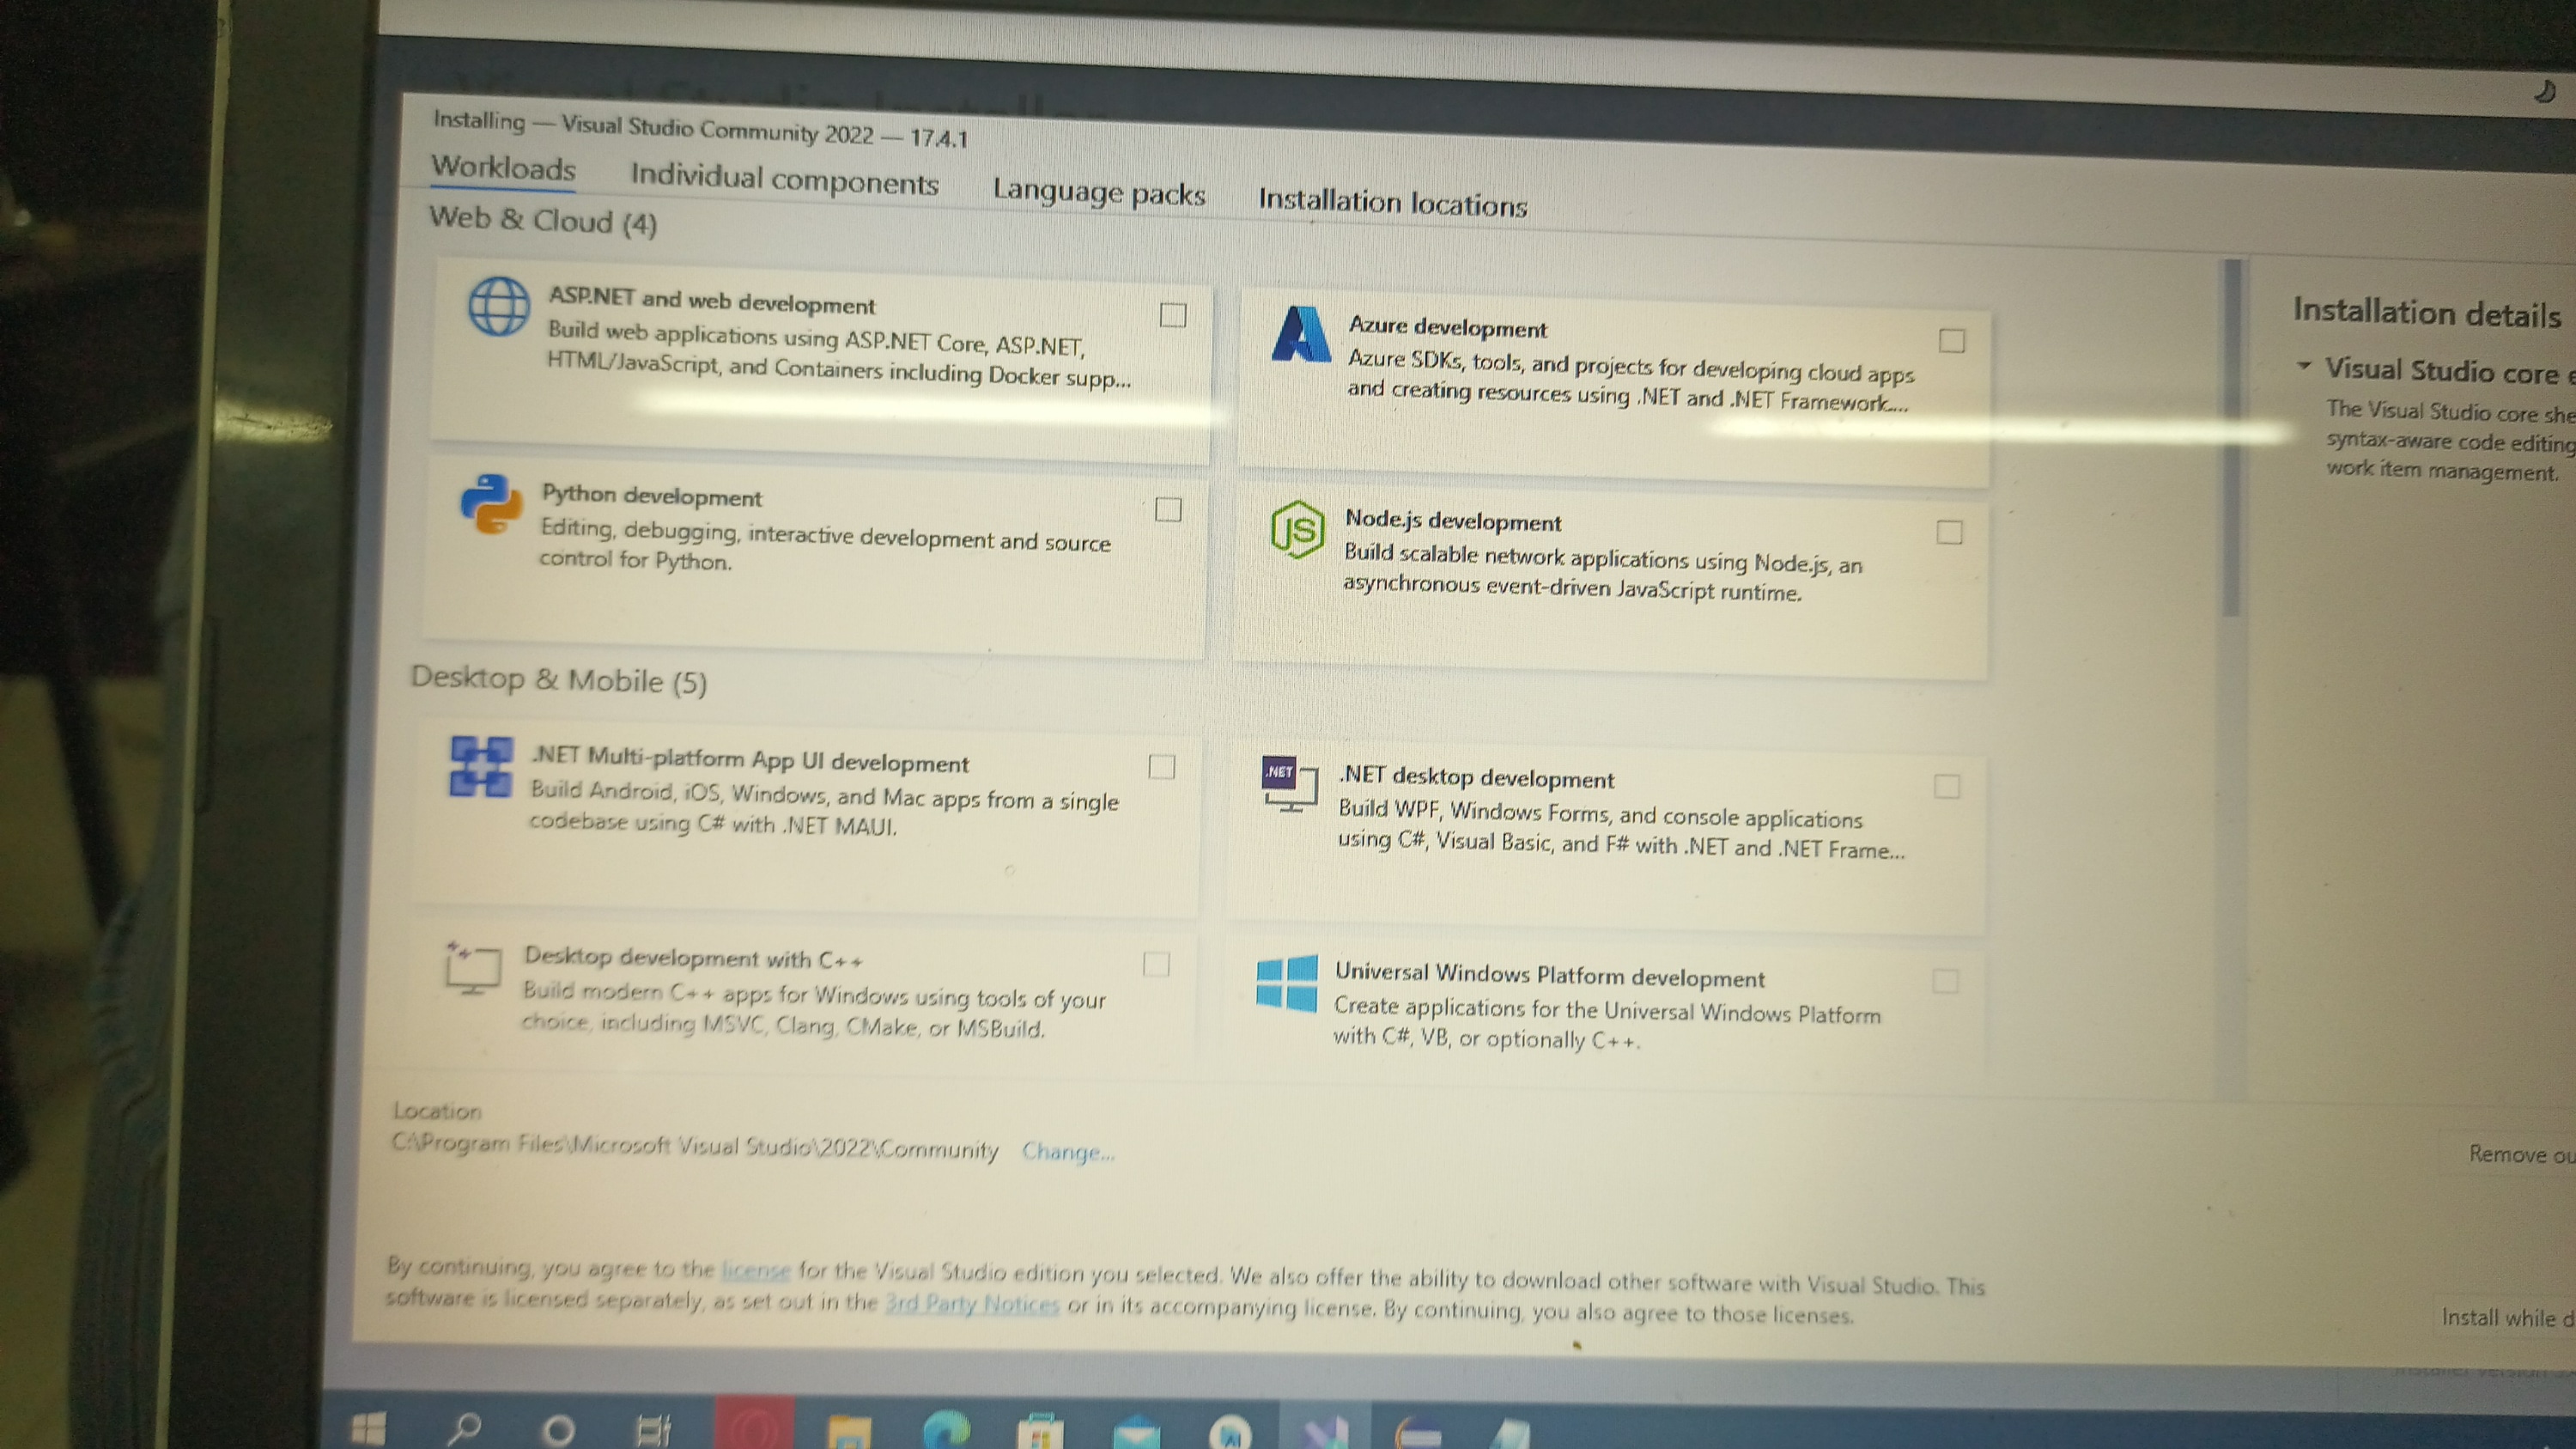 Installing — Visual Studio Community 2022 — 17.4.1
Workloads Individual components Language packs Installation locations
Web & Cloud (4)
ASP.NET and web development
Build web applications using ASP.NET Core, ASP.NET,
HTML/JavaScript, and Containers including Docker supp...
Azure development
Azure SDKs, tools, and projects for developing cloud apps
and creating resources using .NET and .NET Framework....
Python development
Editing, debugging, interactive development and source
control for Python.
Node.js development
Build scalable network applications using Node.js, an
asynchronous event-driven JavaScript runtime.
Desktop & Mobile (5)
.NET Multi-platform App UI development
Build Android, iOS, Windows, and Mac apps from a single
codebase using C# with .NET MAUI.
.NET
.NET desktop development
Build WPF, Windows Forms, and console applications
using C#, Visual Basic, and F# with .NET and .NET Frame...
Desktop development with C++
Build modern C++ apps for Windows using tools of your
choice, including MSVC, Clang, CMake, or MSBuild.
Universal Windows Platform development
Create applications for the Universal Windows Platform
with C#, VB, or optionally C++.
Installation details
Visual Studio core e
The Visual Studio core she
syntax-aware code editing
work item management.
Location
C:\Program Files\Microsoft Visual Studio\2022\Community Change...
Remove ou
By continuing, you agree to the license for the Visual Studio edition you selected. We also offer the ability to download other software with Visual Studio. This
software is licensed separately, as set out in the 3rd Party Notices or in its accompanying license. By continuing, you also agree to those licenses.
Install while d